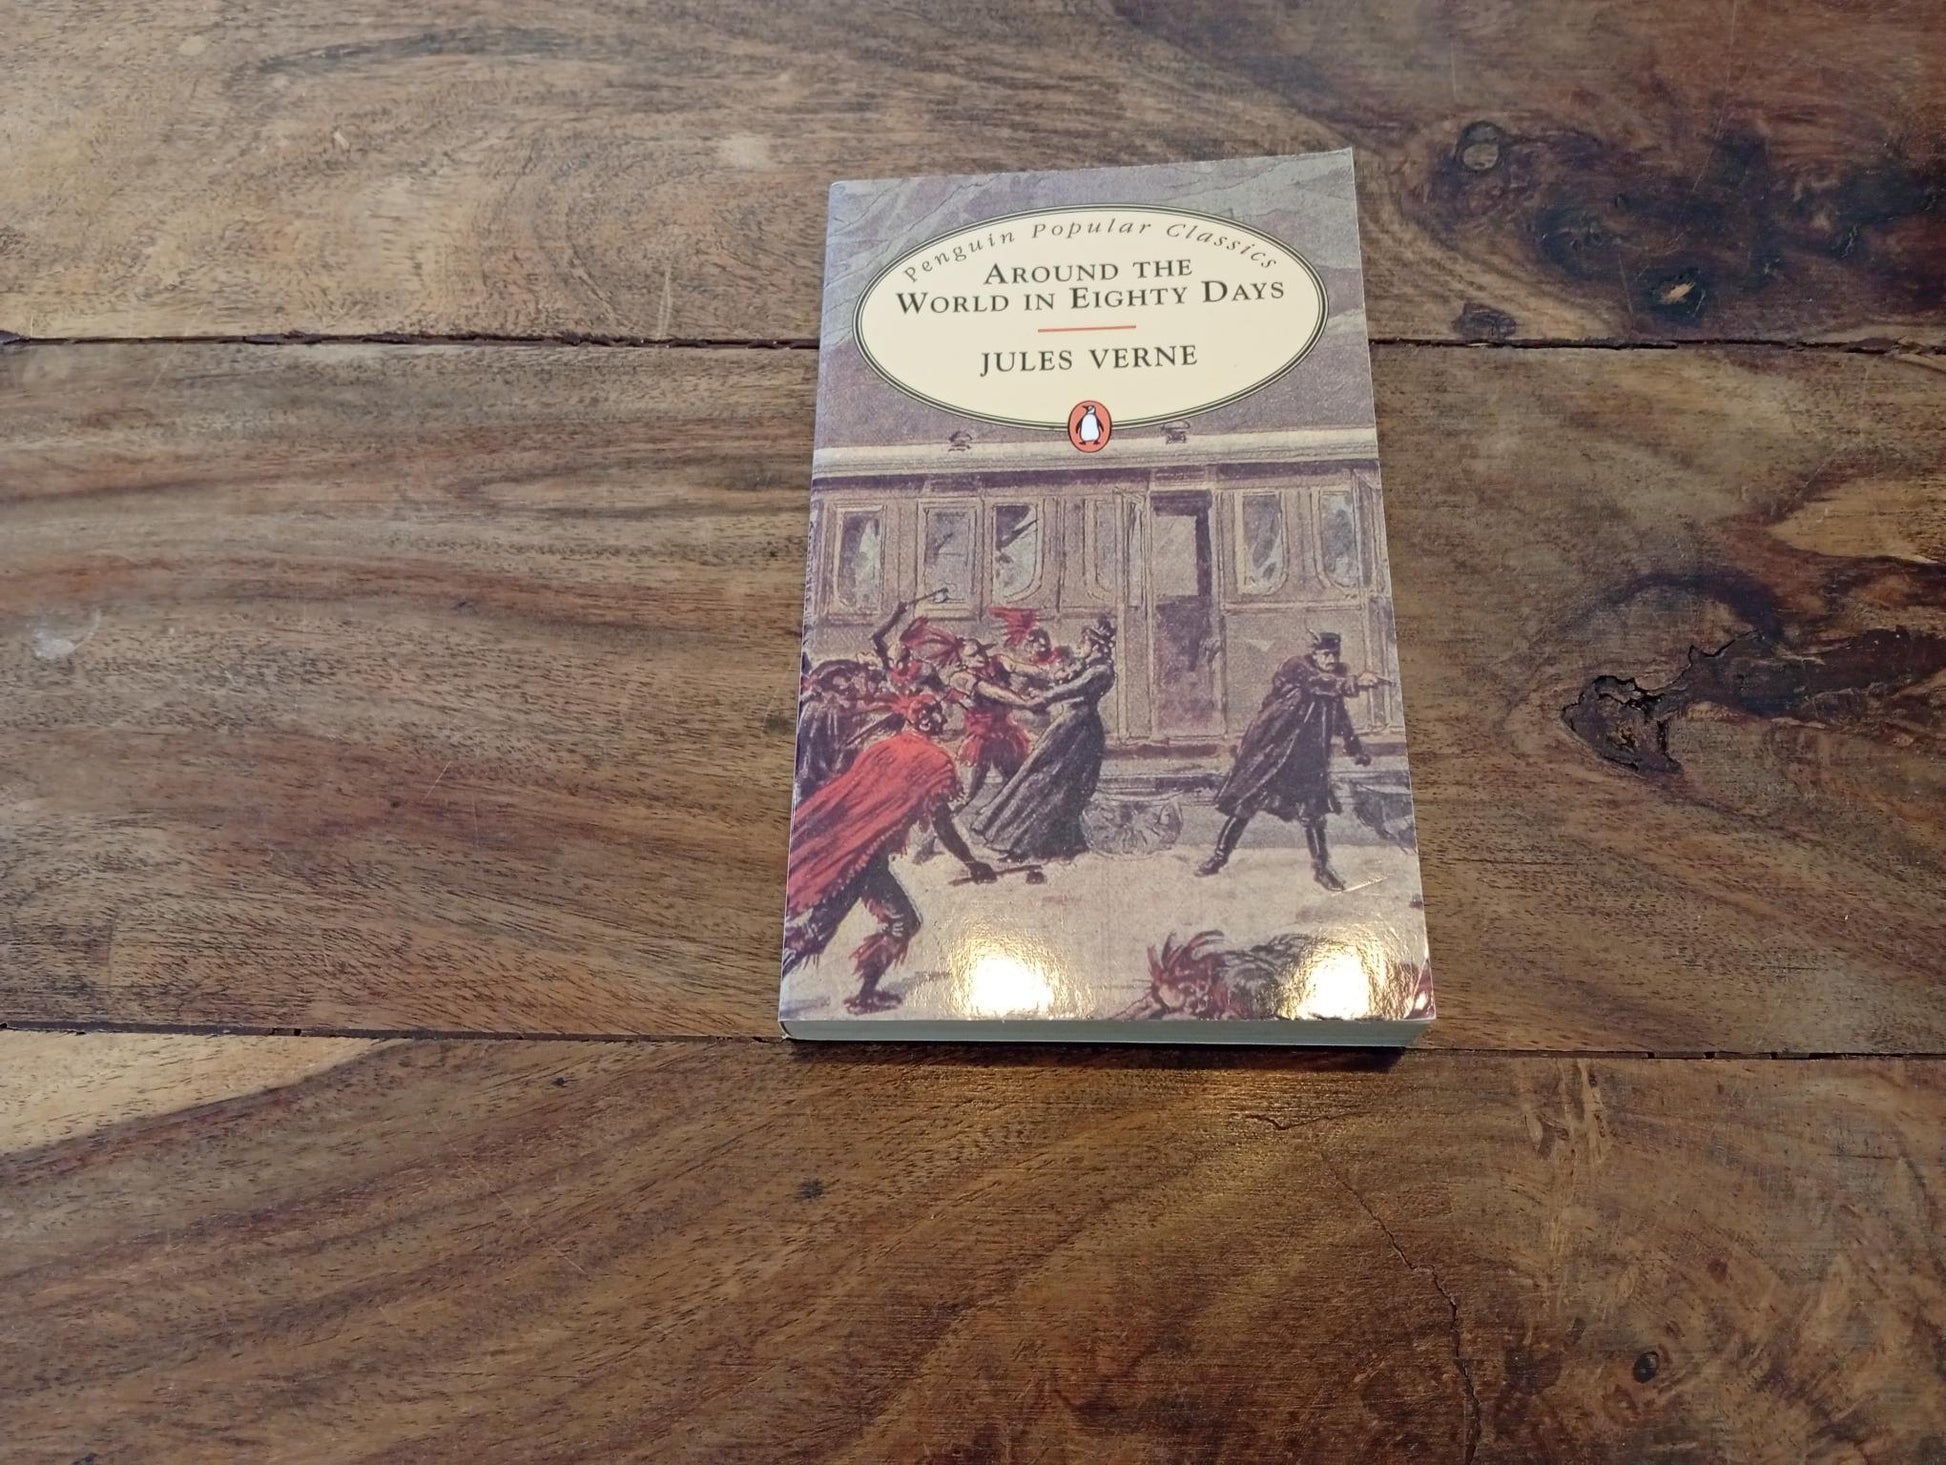 Penguin Popular Classics
AROUND THE
WORLD IN EIGHTY DAYS
JULES VERNE